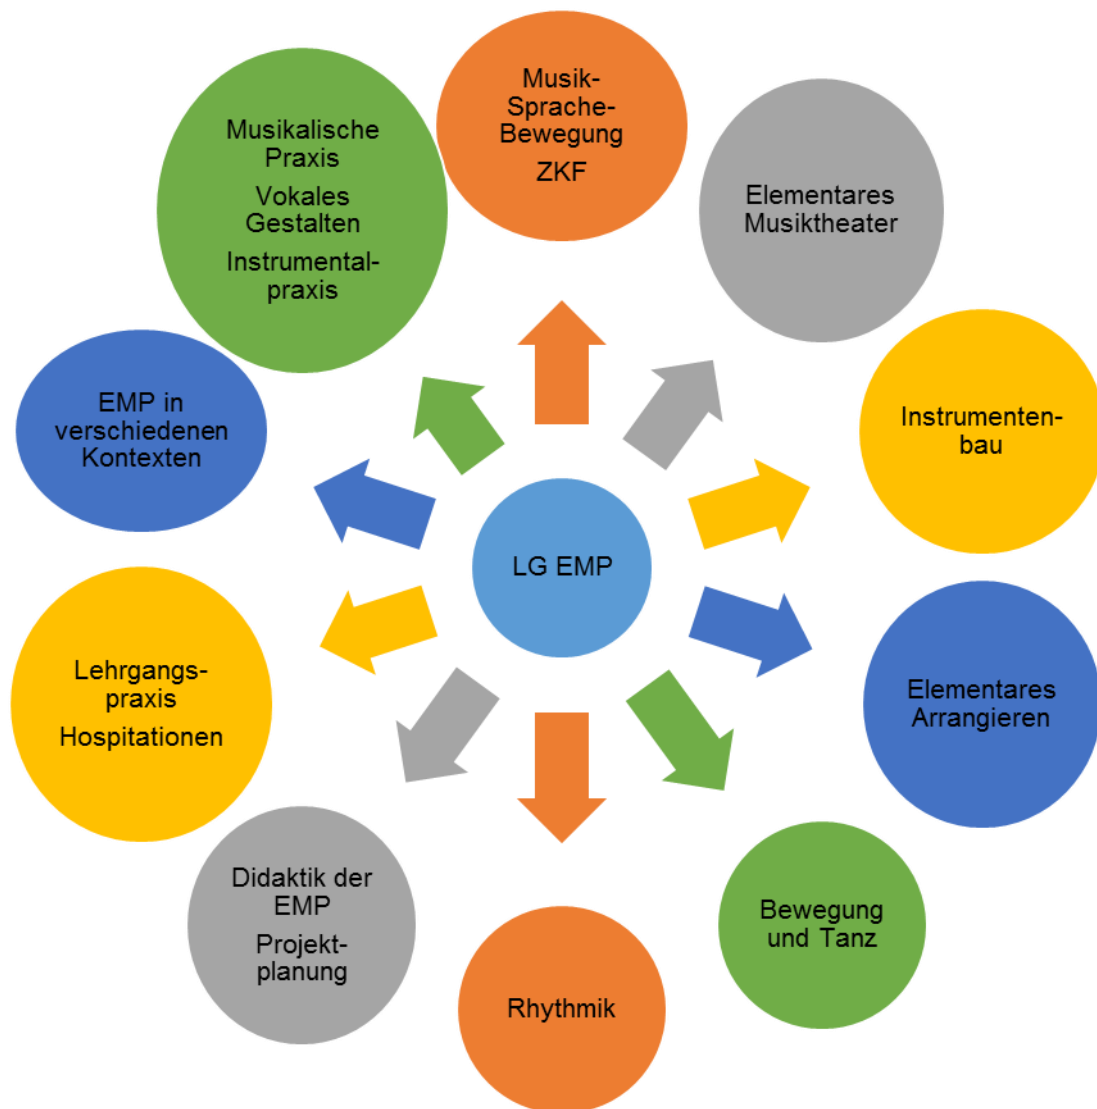 Musik-
Sprache-
Bewegung
ZKF
Elementares
Musiktheater
Instrumenten-
bau
Elementares
Arrangieren
Bewegung
und Tanz
Rhythmik
Didaktik der
EMP
Projekt-
planung
Lehrgangs-
praxis
Hospitationen
EMP in
verschiedenen
Kontexten
Musikalische
Praxis
Vokales
Gestalten
Instrumental-
praxis
LG EMP